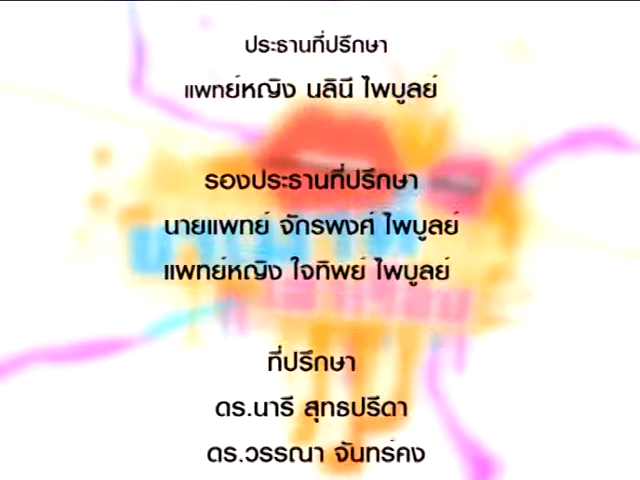 ประธานที่ปรึกษา
แพทย์หญิง นลินี ไพบูลย์
รองประธานที่ปรึกษา
นายแพทย์ จักรพงศ์ ไพบูลย์
แพทย์หญิง ใจทิพย์ ไพบูลย์
ที่ปรึกษา
ดร.นารี สุทธปรีดา
ดร.วรรณา จันทร์คง